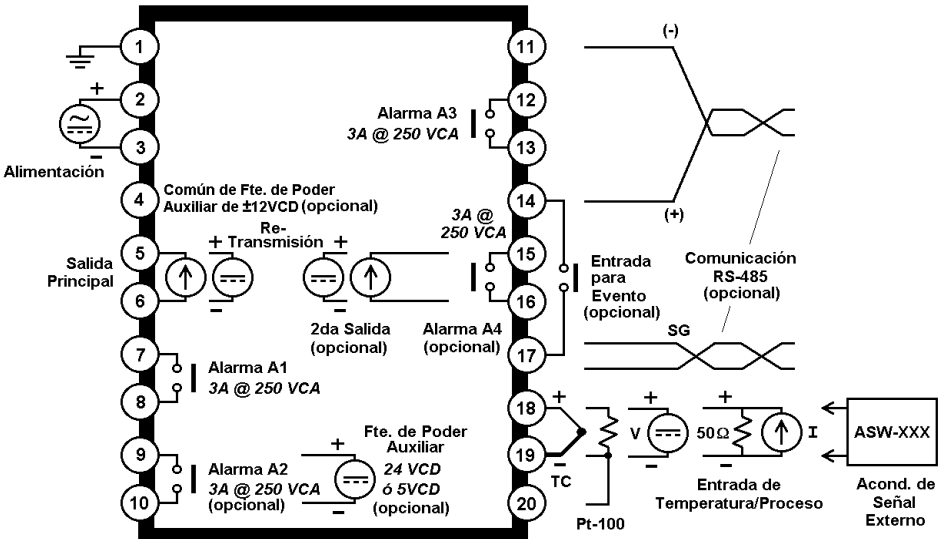 1
11
(-)
+
2
12
Alarma A3
3A @ 250 VCA
3
13
-
Alimentación
4
Común de Fte. de Poder
Auxiliar de ±12VCD (opcional)
14
(+)
3A @
250 VCA
Re-
Transmisión
+
+
5
15
Salida
Principal
Entrada
para
Evento
(opcional)
Comunicación
RS-485
(opcional)
6
16
-
-
2da Salida
(opcional)
Alarma A4
(opcional)
SG
7
17
Alarma A1
3A @ 250 VCA
8
18
+
+
+
V
50Ω
I
ASW-XXX
9
19
-
-
-
TC
Fte. de Poder
Auxiliar
+
24 VCD
ó 5VCD
(opcional)
-
Alarma A2
3A @ 250 VCA
(opcional)
10
20
Pt-100
Entrada de
Temperatura/Proceso
Acond. de
Señal
Externo